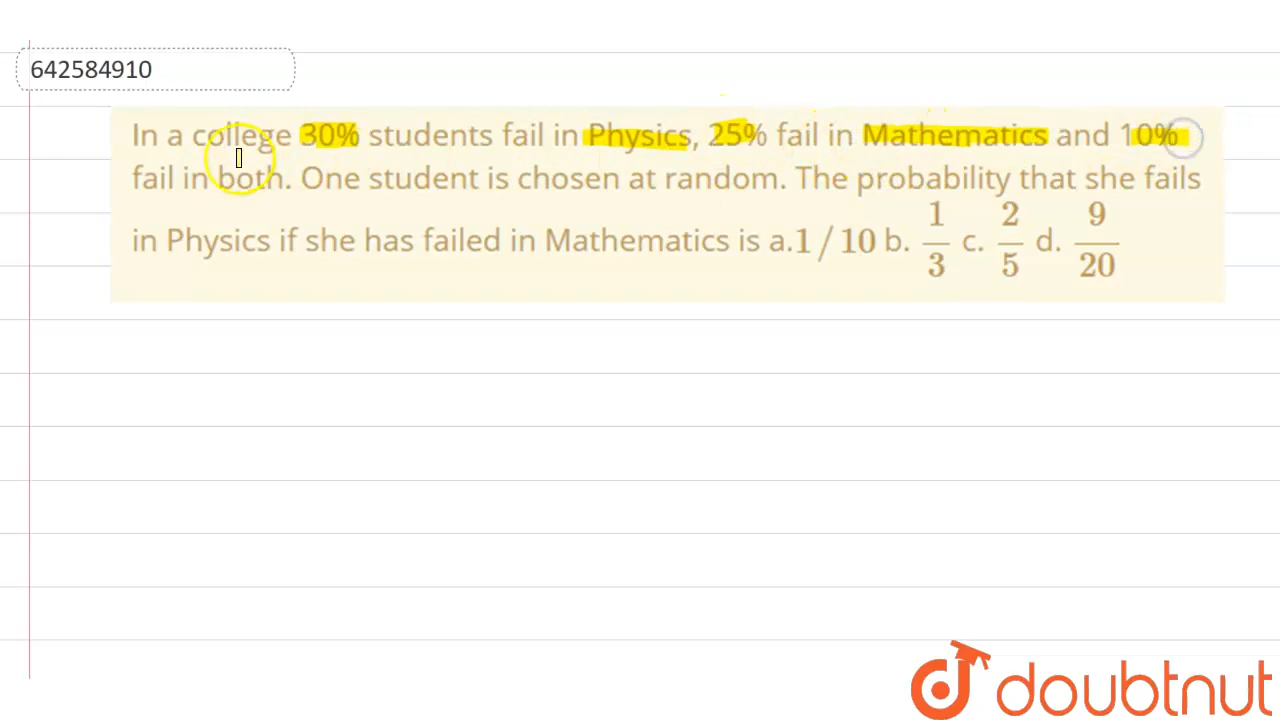 642584910
In a college 30% students fail in Physics, 25% fail in Mathematics and 10%
fail in both. One student is chosen at random. The probability that she fails
in Physics if she has failed in Mathematics is a.1/10 b. 1/3 c. 2/5 d. 9/20
doubtnut